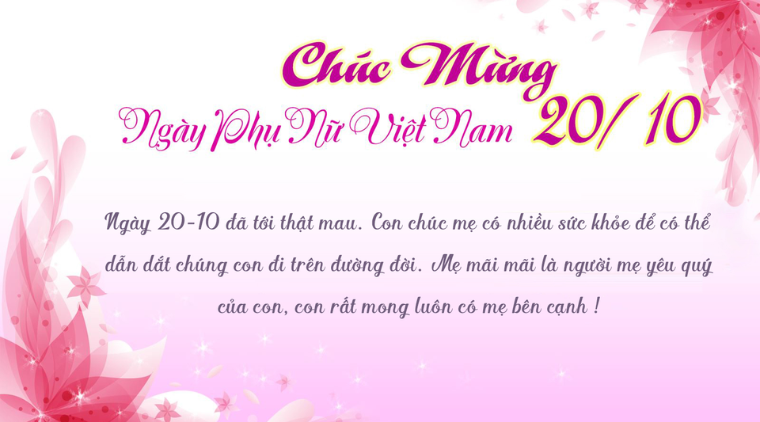 Chúc Mừng
Ngày Phụ Nữ Việt Nam 20/10
Ngày 20-10 đã tới thật mau. Con chúc mẹ có nhiều sức khỏe để có thể
dẫn dắt chúng con đi trên đường đời. Mẹ mãi mãi là người mẹ yêu quý
của con, con rất mong luôn có mẹ bên cạnh !